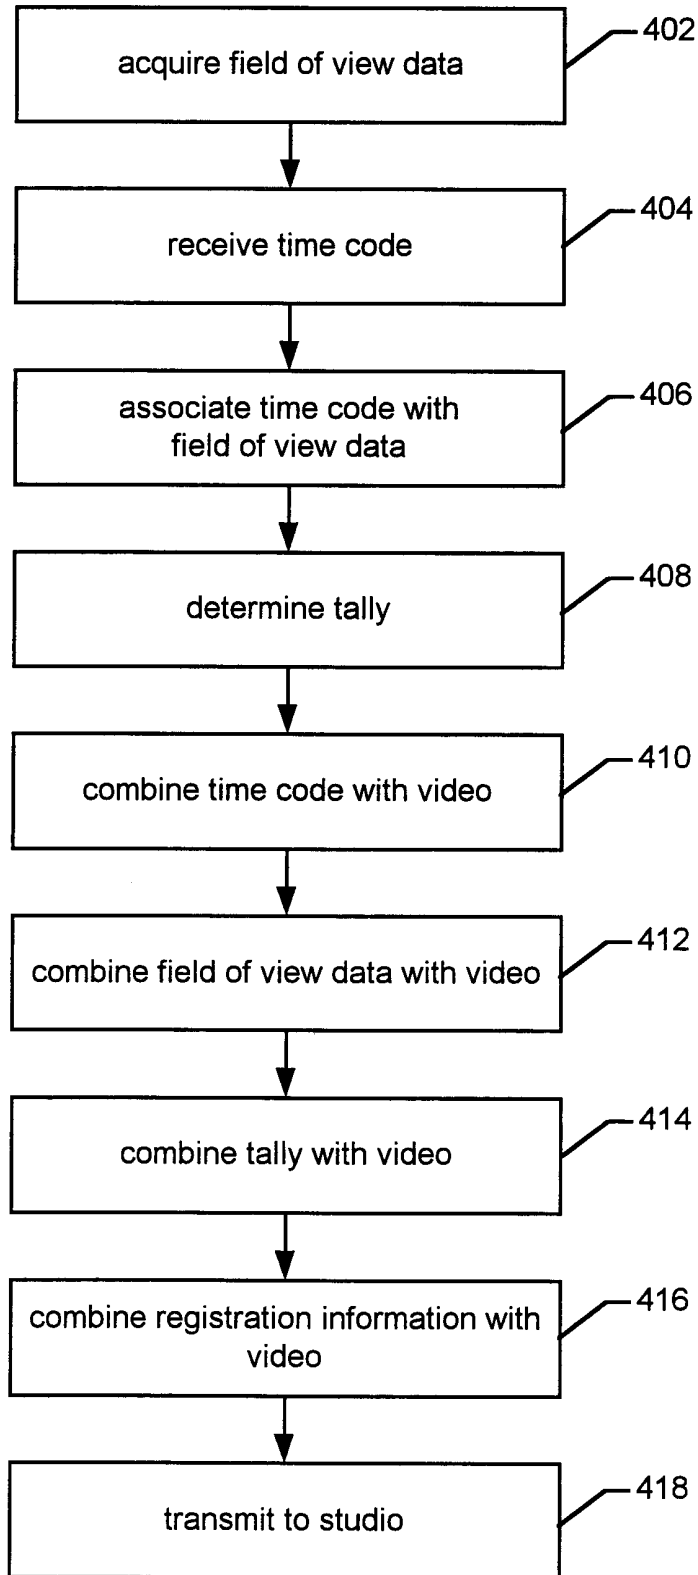 acquire field of view data
402
receive time code
404
associate time code with
field of view data
406
determine tally
408
combine time code with video
410
combine field of view data with video
412
combine tally with video
414
combine registration information with
video
416
transmit to studio
418